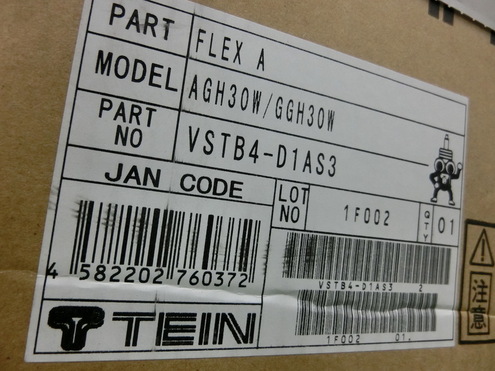 PART FLEX A
MODEL AGH30W/GGH30W
PART NO VSTB4-D1AS3
JAN CODE
LOT NO 1F002 QTY 01
4 582202 760372
VSTB4-D1AS3 2
1F002 01.
TEIN
注意